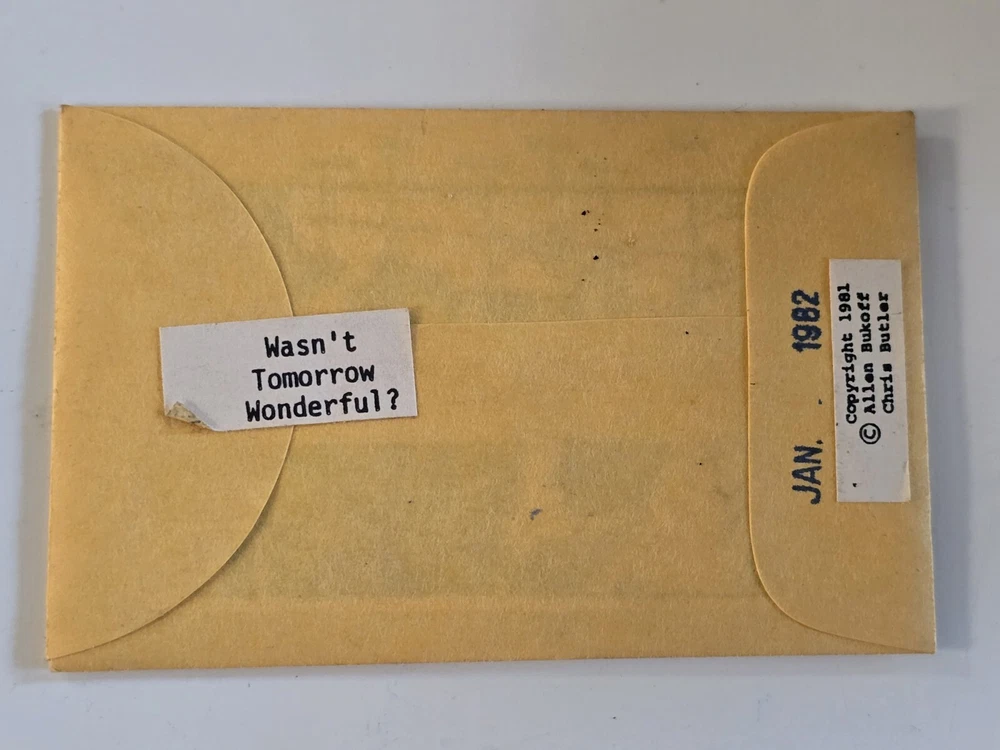 Wasn't
Tomorrow
Wonderful?
JAN. 1982
Copyright 1981
© Allen Bukoff
Chris Butler